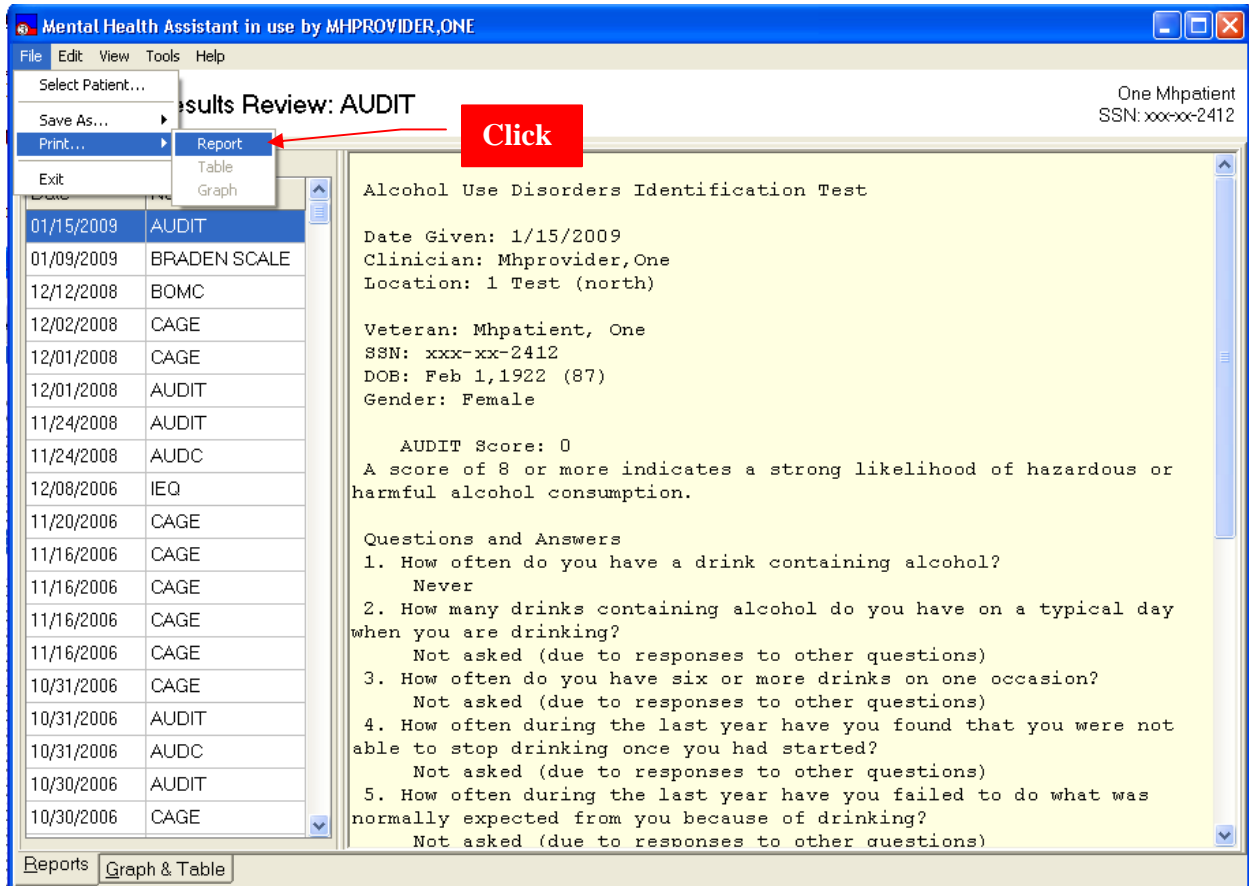 Mental Health Assistant in use by MHPROVIDER,ONE
File Edit View Tools Help
Select Patient...
Save As...
Print...
Exit
Report
Table
Graph
esults Review: AUDIT
One Mhpatient
SSN: xxx-xx-2412
Click
01/15/2009 AUDIT
01/09/2009 BRADEN SCALE
12/12/2008 BOMC
12/02/2008 CAGE
12/01/2008 CAGE
12/01/2008 AUDIT
11/24/2008 AUDIT
11/24/2008 AUDC
12/08/2006 IEQ
11/20/2006 CAGE
11/16/2006 CAGE
11/16/2006 CAGE
11/16/2006 CAGE
11/16/2006 CAGE
10/31/2006 CAGE
10/31/2006 AUDIT
10/31/2006 AUDC
10/30/2006 AUDIT
10/30/2006 CAGE
Alcohol Use Disorders Identification Test
Date Given: 1/15/2009
Clinician: Mhprovider,One
Location: 1 Test (north)
Veteran: Mhpatient, One
SSN: xxx-xx-2412
DOB: Feb 1,1922 (87)
Gender: Female
AUDIT Score: 0
A score of 8 or more indicates a strong likelihood of hazardous or
harmful alcohol consumption.
Questions and Answers
1. How often do you have a drink containing alcohol?
Never
2. How many drinks containing alcohol do you have on a typical day
when you are drinking?
Not asked (due to responses to other questions)
3. How often do you have six or more drinks on one occasion?
Not asked (due to responses to other questions)
4. How often during the last year have you found that you were not
able to stop drinking once you had started?
Not asked (due to responses to other questions)
5. How often during the last year have you failed to do what was
normally expected from you because of drinking?
Not asked (due to responses to other questions)
Reports Graph & Table